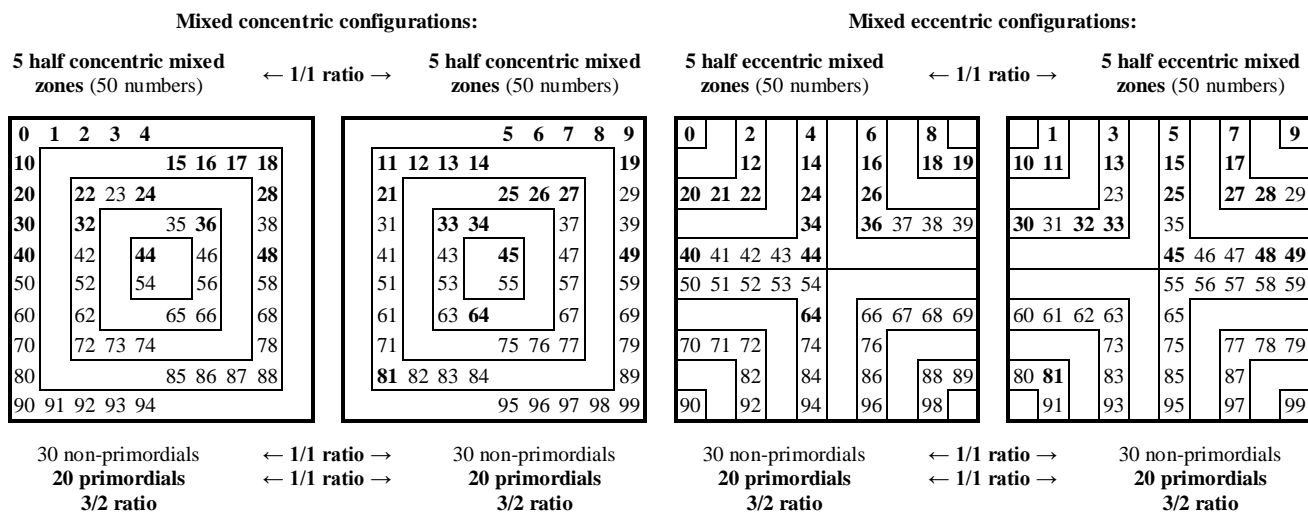 Mixed concentric configurations:
Mixed eccentric configurations:
5 half concentric mixed zones (50 numbers)
← 1/1 ratio →
5 half concentric mixed zones (50 numbers)
5 half eccentric mixed zones (50 numbers)
← 1/1 ratio →
5 half eccentric mixed zones (50 numbers)
0 1 2 3 4
10 15 16 17 18
20 22 23 24 28
30 32 35 36 38
40 42 44 46 48
50 52 54 56 58
60 62 65 66 68
70 72 73 74 78
80 85 86 87 88
90 91 92 93 94
5 6 7 8 9
11 12 13 14 19
21 25 26 27 29
31 33 34 37 39
41 43 45 47 49
51 53 55 57 59
61 63 64 67 69
71 75 76 77 79
81 82 83 84 89
95 96 97 98 99
0 2 4 6 8
12 14 16 18 19
20 21 22 24 26
34 36 37 38 39
40 41 42 43 44
50 51 52 53 54
64 66 67 68 69
70 71 72 74 76
82 84 86 88 89
90 92 94 96 98
1 3 5 7 9
10 11 13 15 17
23 25 27 28 29
30 31 32 33 35
45 46 47 48 49
55 56 57 58 59
60 61 62 63 65
73 75 77 78 79
80 81 83 85 87
91 93 95 97 99
30 non-primordials ← 1/1 ratio → 30 non-primordials
20 primordials ← 1/1 ratio → 20 primordials
3/2 ratio 3/2 ratio
30 non-primordials ← 1/1 ratio → 30 non-primordials
20 primordials ← 1/1 ratio → 20 primordials
3/2 ratio 3/2 ratio